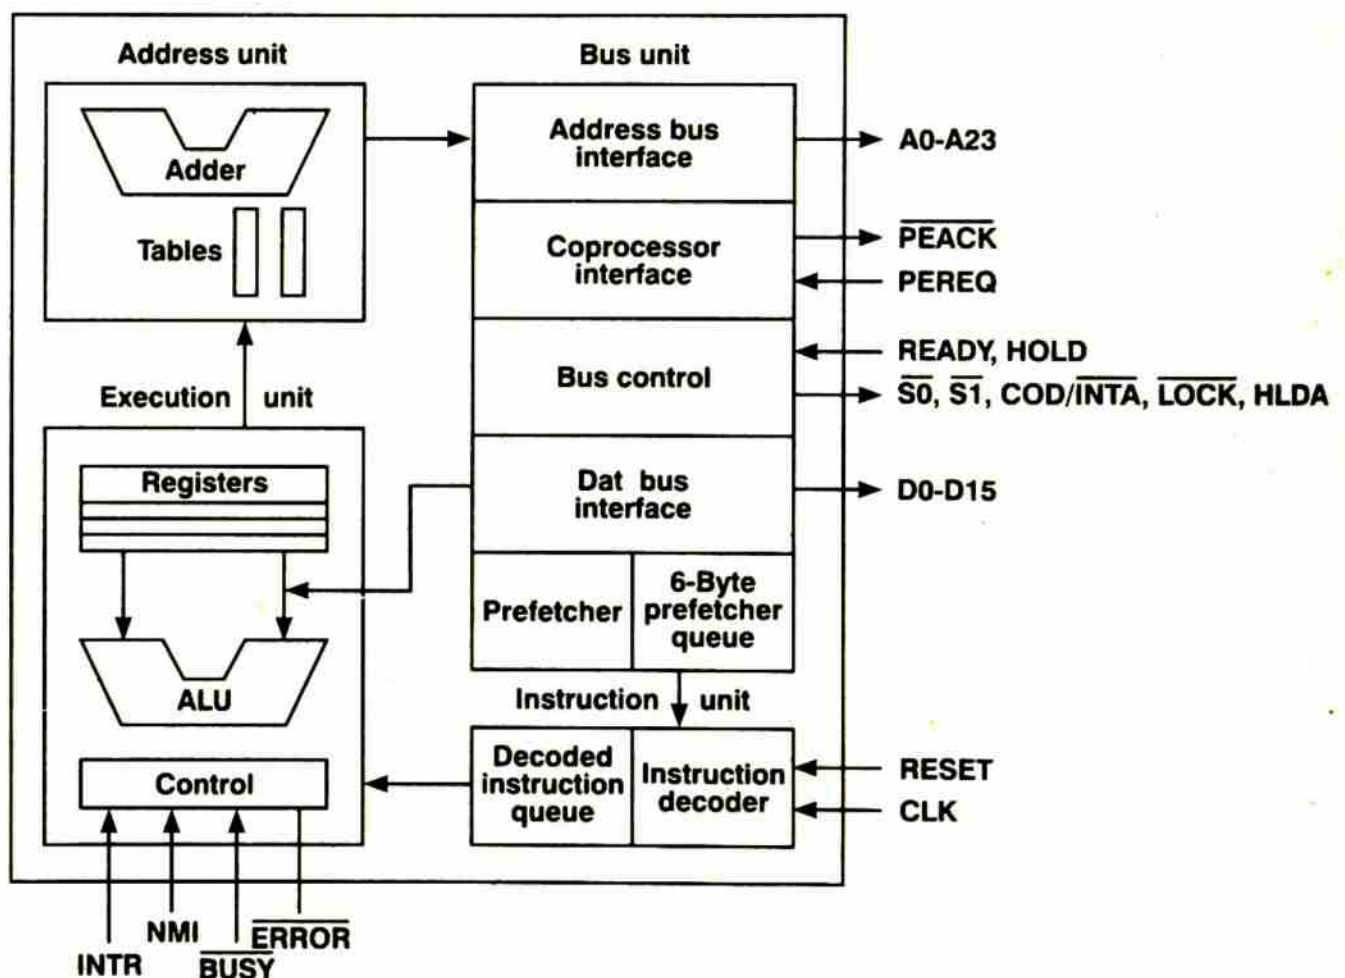 Address unit
Adder
Tables
Execution unit
Registers
ALU
Control
INTR
NMI
BUSY
ERROR
Bus unit
Address bus
interface
Coprocessor
interface
Bus control
Dat bus
interface
Prefetcher
6-Byte
prefetcher
queue
Instruction unit
Decoded
instruction
queue
Instruction
decoder
A0-A23
PEACK
PEREQ
READY, HOLD
S0, S1, COD/INTA, LOCK, HLDA
D0-D15
RESET
CLK